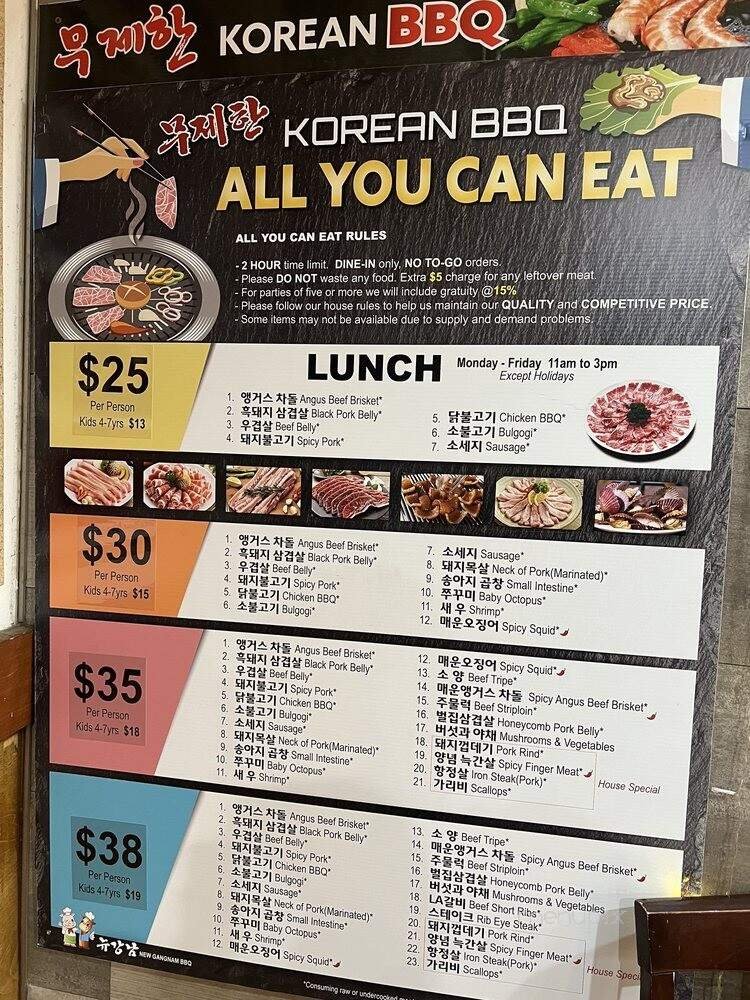 무제한 KOREAN BBQ
무제한 KOREAN BBQ
ALL YOU CAN EAT
ALL YOU CAN EAT RULES
- 2 HOUR time limit. DINE-IN only, NO TO-GO orders.
- Please DO NOT waste any food. Extra $5 charge for any leftover meat.
- For parties of five or more we will include gratuity @15%
- Please follow our house rules to help us maintain our QUALITY and COMPETITIVE PRICE.
- Some items may not be available due to supply and demand problems.
$25
Per Person
Kids 4-7yrs $13
LUNCH Monday - Friday 11am to 3pm
Except Holidays
1. 앵거스 차돌 Angus Beef Brisket*
2. 흑돼지 삼겹살 Black Pork Belly*
3. 우겹살 Beef Belly*
4. 돼지불고기 Spicy Pork*
5. 닭불고기 Chicken BBQ*
6. 소불고기 Bulgogi*
7. 소세지 Sausage*
$30
Per Person
Kids 4-7yrs $15
1. 앵거스 차돌 Angus Beef Brisket*
2. 흑돼지 삼겹살 Black Pork Belly*
3. 우겹살 Beef Belly*
4. 돼지불고기 Spicy Pork*
5. 닭불고기 Chicken BBQ*
6. 소불고기 Bulgogi*
7. 소세지 Sausage*
8. 돼지목살 Neck of Pork(Marinated)*
9. 송아지 곱창 Small Intestine*
10. 쭈꾸미 Baby Octopus*
11. 새 우 Shrimp*
12. 매운오징어 Spicy Squid*
$35
Per Person
Kids 4-7yrs $18
1. 앵거스 차돌 Angus Beef Brisket*
2. 흑돼지 삼겹살 Black Pork Belly*
3. 우겹살 Beef Belly*
4. 돼지불고기 Spicy Pork*
5. 닭불고기 Chicken BBQ*
6. 소불고기 Bulgogi*
7. 소세지 Sausage*
8. 돼지목살 Neck of Pork(Marinated)*
9. 송아지 곱창 Small Intestine*
10. 쭈꾸미 Baby Octopus*
11. 새 우 Shrimp*
12. 매운오징어 Spicy Squid*
13. 소 양 Beef Tripe*
14. 매운앵거스 차돌 Spicy Angus Beef Brisket*
15. 주물럭 Beef Striploin*
16. 벌집삼겹살 Honeycomb Pork Belly*
17. 버섯과 야채 Mushrooms & Vegetables
18. 돼지껍데기 Pork Rind*
19. 양념 늑간살 Spicy Finger Meat*
20. 항정살 Iron Steak(Pork)*
21. 가리비 Scallops*
House Special
$38
Per Person
Kids 4-7yrs $19
1. 앵거스 차돌 Angus Beef Brisket*
2. 흑돼지 삼겹살 Black Pork Belly*
3. 우겹살 Beef Belly*
4. 돼지불고기 Spicy Pork*
5. 닭불고기 Chicken BBQ*
6. 소불고기 Bulgogi*
7. 소세지 Sausage*
8. 돼지목살 Neck of Pork(Marinated)*
9. 송아지 곱창 Small Intestine*
10. 쭈꾸미 Baby Octopus*
11. 새 우 Shrimp*
12. 매운오징어 Spicy Squid*
13. 소 양 Beef Tripe*
14. 매운앵거스 차돌 Spicy Angus Beef Brisket*
15. 주물럭 Beef Striploin*
16. 벌집삼겹살 Honeycomb Pork Belly*
17. 버섯과 야채 Mushrooms & Vegetables
18. LA갈비 Beef Short Ribs*
19. 스테이크 Rib Eye Steak*
20. 돼지껍데기 Pork Rind*
21. 양념 늑간살 Spicy Finger Meat*
22. 항정살 Iron Steak(Pork)*
23. 가리비 Scallops*
House Speci
뉴강남 NEW GANGNAM BBQ
*Consuming raw or undercooked